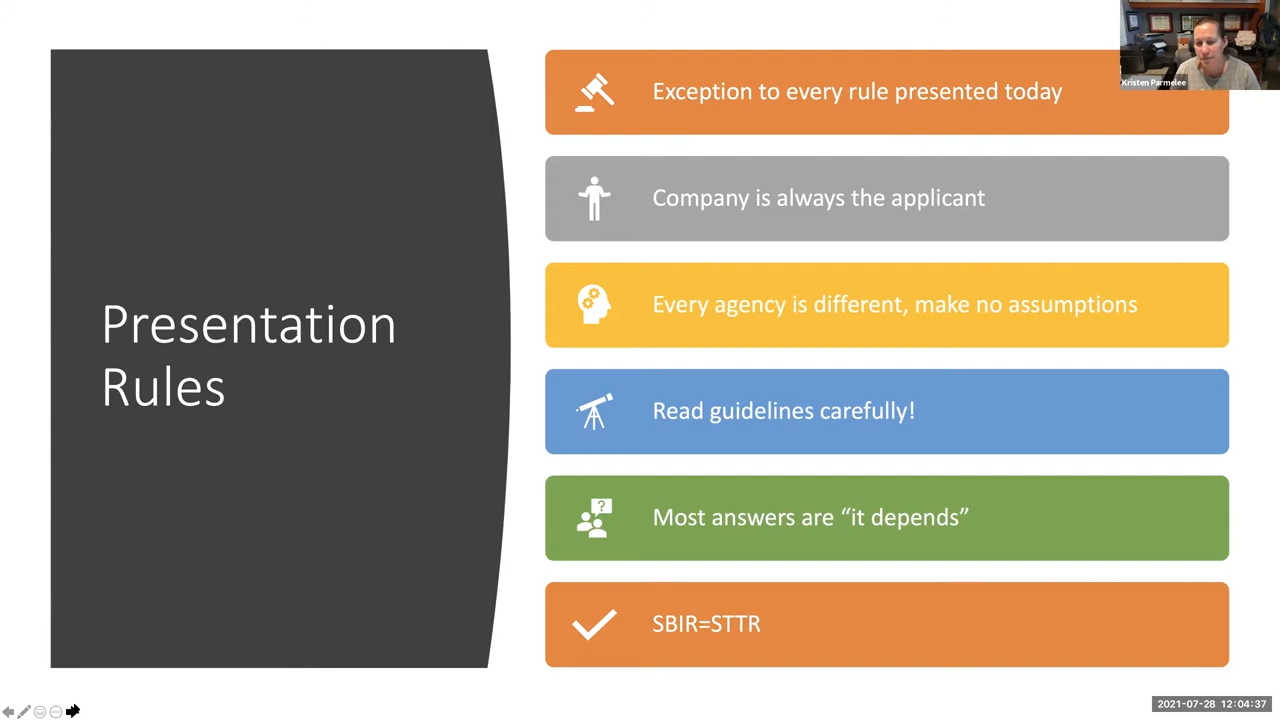 Presentation
Rules
Exception to every rule presented today
Company is always the applicant
Every agency is different, make no assumptions
Read guidelines carefully!
?
Most answers are “it depends”
SBIR=STTR
Kristen Parmelee
2021-07-28 12:04:37